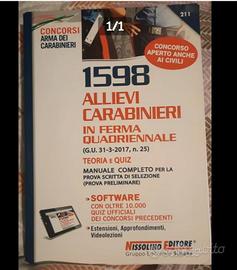 1/1
211
CONCORSI
ARMA DEI
CARABINIERI
CONCORSO
APERTO ANCHE
AI CIVILI
1598
ALLIEVI
CARABINIERI
IN FERMA
QUADRIENNALE
(G.U. 31-3-2017, n. 25)
TEORIA E QUIZ
MANUALE COMPLETO PER LA
PROVA SCRITTA DI SELEZIONE
(PROVA PRELIMINARE)
> SOFTWARE
CON OLTRE 10.000
QUIZ UFFICIALI
DEI CONCORSI PRECEDENTI
> Estensioni, Approfondimenti,
Videolezioni
NISSOLINO EDITORE
Gruppo